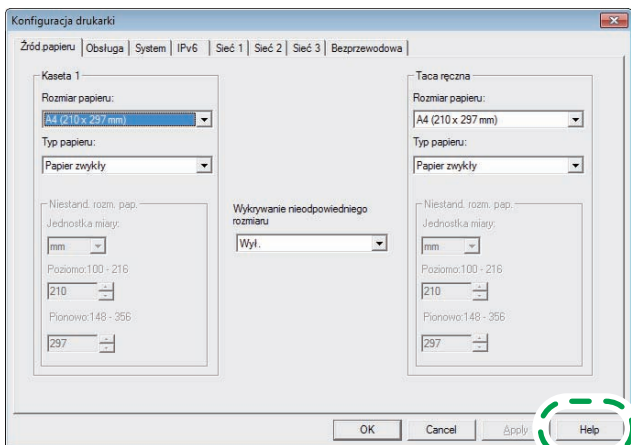 Konfiguracja drukarki
Źród.papieru Obsługa System IPv6 Sieć 1 Sieć 2 Sieć 3 Bezprzewodowa
Kaseta 1
Rozmiar papieru:
A4 (210 x 297 mm)
Typ papieru:
Papier zwykły
Niestand. rozm. pap.
Jednostka miary:
mm
Poziomo:100 - 216
210
Pionowo:148 - 356
297
Wykrywanie nieodpowiedniego
rozmiaru
Wył.
Taca ręczna
Rozmiar papieru:
A4 (210 x 297 mm)
Typ papieru:
Papier zwykły
Niestand. rozm. pap.
Jednostka miary:
mm
Poziomo:100 - 216
210
Pionowo:148 - 356
297
OK Cancel Apply Help